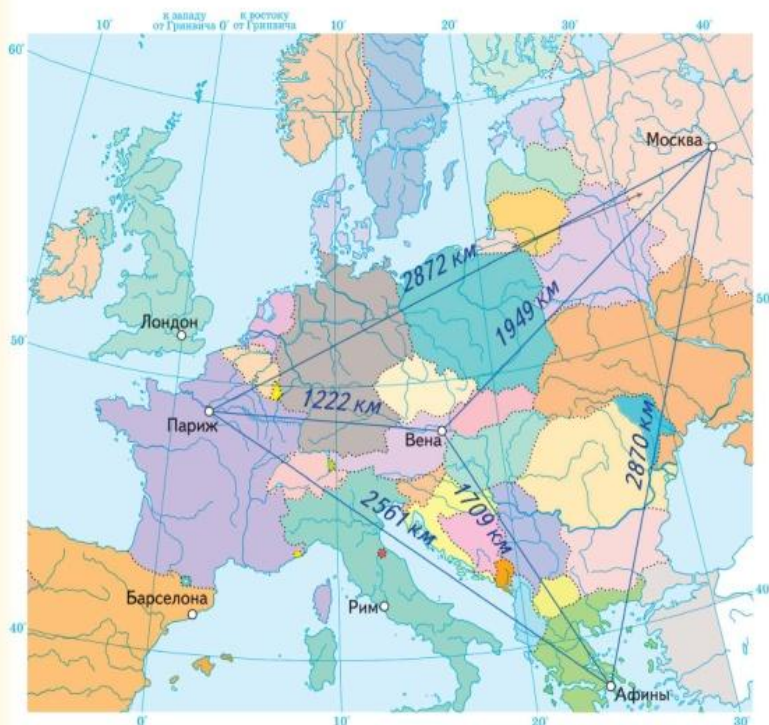 к западу
от Гринвича
к востоку
от Гринвича
10°
0°
10°
20°
30°
40°
60°
Москва
2872 км
1949 км
50°
Лондон
50°
1222 км
Париж
Вена
2870 км
2561 км
1709 км
Барселона
Рим
40°
40°
Афины
0°
10°
20°
30°